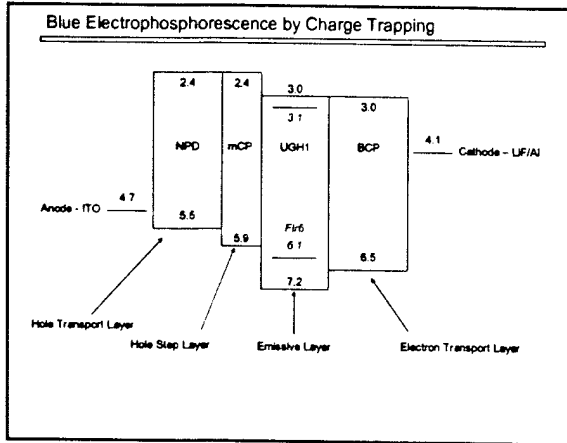 Blue Electrophosphorescence by Charge Trapping
2.4 2.4 3.0
3.1 3.0
NPD mCP UGH1 BCP
4.1 Cathode - LiF/Al
4.7
Anode - ITO
5.5
5.9
FIr6
6.1
6.5
7.2
Hole Transport Layer
Hole Step Layer
Emissive Layer
Electron Transport Layer